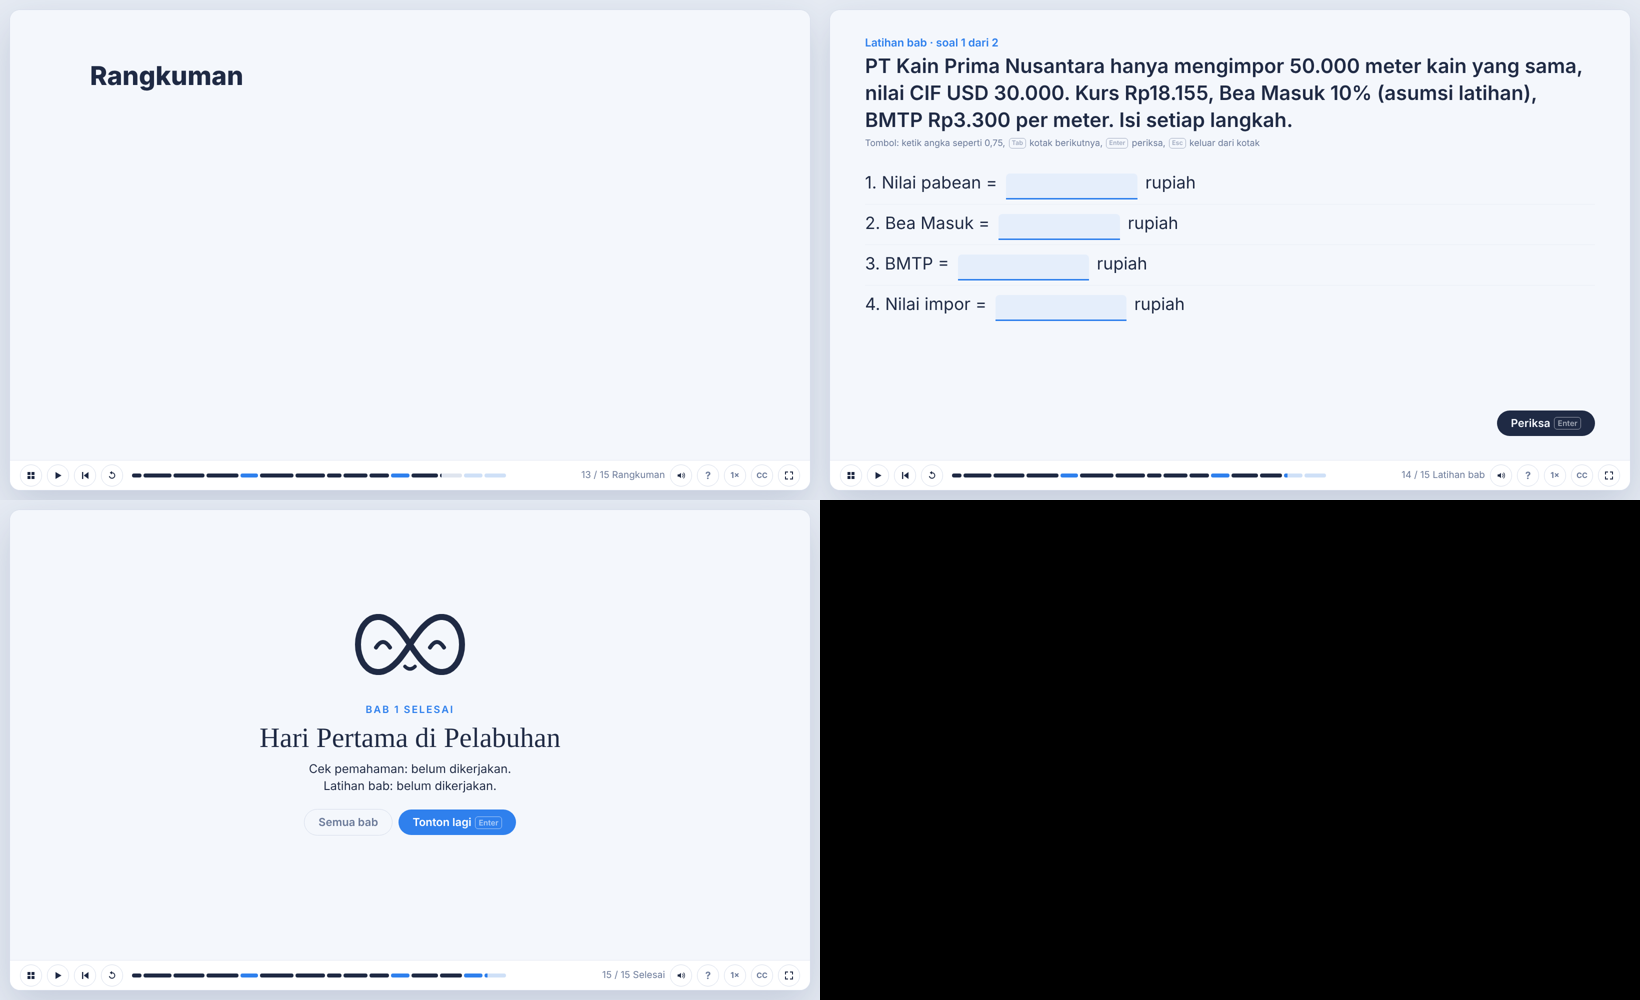 Rangkuman
13 / 15 Rangkuman
?
1×
CC
Latihan bab · soal 1 dari 2
PT Kain Prima Nusantara hanya mengimpor 50.000 meter kain yang sama,
nilai CIF USD 30.000. Kurs Rp18.155, Bea Masuk 10% (asumsi latihan),
BMTP Rp3.300 per meter. Isi setiap langkah.
Tombol: ketik angka seperti 0,75, Tab kotak berikutnya, Enter periksa, Esc keluar dari kotak
1. Nilai pabean = rupiah
2. Bea Masuk = rupiah
3. BMTP = rupiah
4. Nilai impor = rupiah
Periksa Enter
14 / 15 Latihan bab
?
1×
CC
BAB 1 SELESAI
Hari Pertama di Pelabuhan
Cek pemahaman: belum dikerjakan.
Latihan bab: belum dikerjakan.
Semua bab
Tonton lagi Enter
15 / 15 Selesai
?
1×
CC